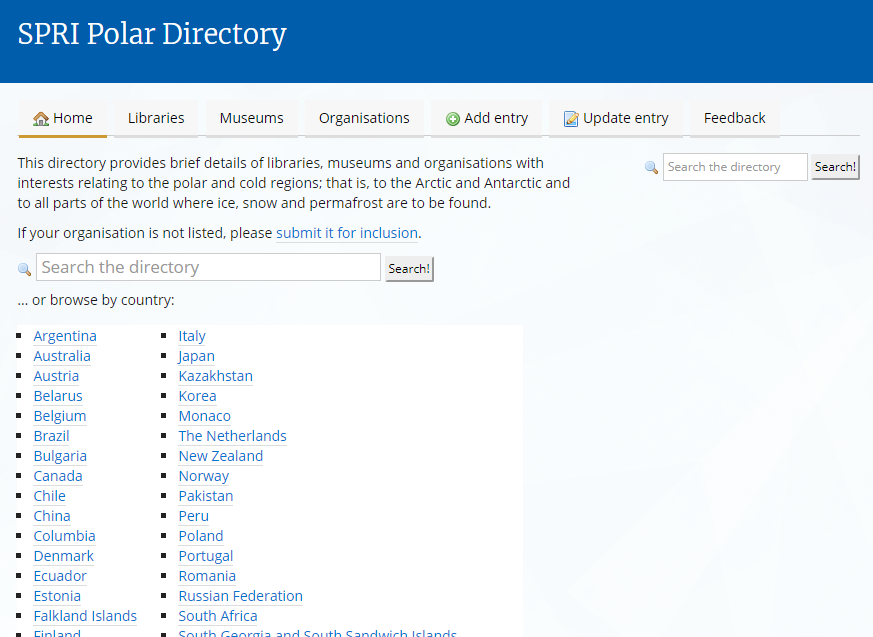 SPRI Polar Directory
Home
Libraries
Museums
Organisations
Add entry
Update entry
Feedback
This directory provides brief details of libraries, museums and organisations with
interests relating to the polar and cold regions; that is, to the Arctic and Antarctic and
to all parts of the world where ice, snow and permafrost are to be found.
Search the directory
Search!
If your organisation is not listed, please submit it for inclusion.
Search the directory
Search!
... or browse by country:
Argentina
Australia
Austria
Belarus
Belgium
Brazil
Bulgaria
Canada
Chile
China
Columbia
Denmark
Ecuador
Estonia
Falkland Islands
Finland
Italy
Japan
Kazakhstan
Korea
Monaco
The Netherlands
New Zealand
Norway
Pakistan
Peru
Poland
Portugal
Romania
Russian Federation
South Africa
South Georgia and South Sandwich Islands